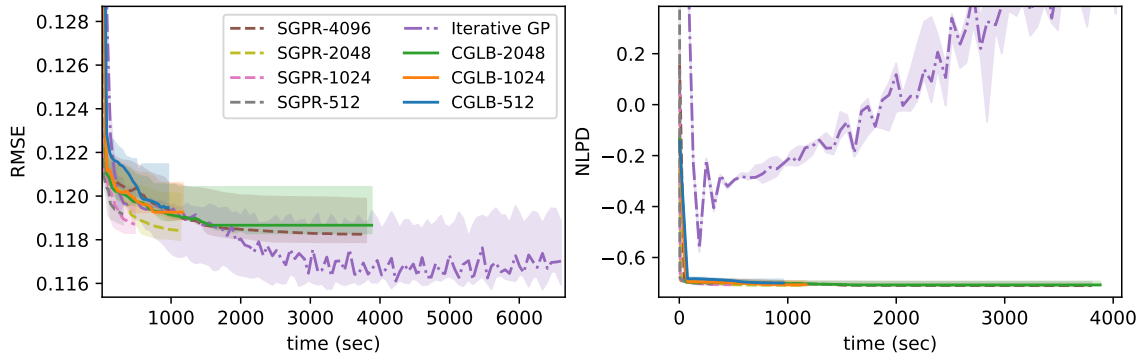 RMSE
0.128
0.126
0.124
0.122
0.120
0.118
0.116
1000
2000
3000
4000
5000
6000
time (sec)
SGPR-4096
SGPR-2048
SGPR-1024
SGPR-512
Iterative GP
CGLB-2048
CGLB-1024
CGLB-512
NLPD
0.2
0.0
−0.2
−0.4
−0.6
0
1000
2000
3000
4000
time (sec)